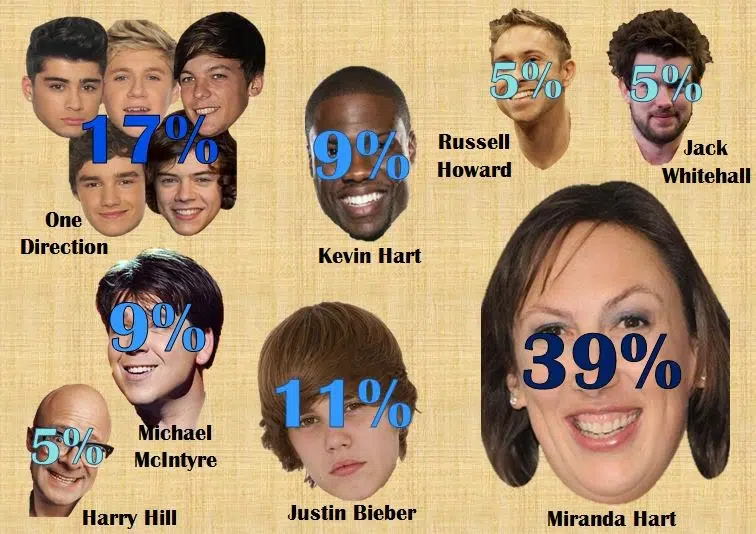 17%
One
Direction
9%
Kevin Hart
5%
Russell
Howard
5%
Jack
Whitehall
9%
Michael
McIntyre
5%
Harry Hill
11%
Justin Bieber
39%
Miranda Hart